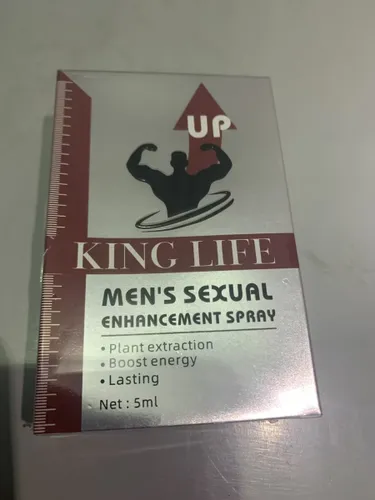 UP
KING LIFE
MEN'S SEXUAL
ENHANCEMENT SPRAY
• Plant extraction
• Boost energy
• Lasting
Net : 5ml